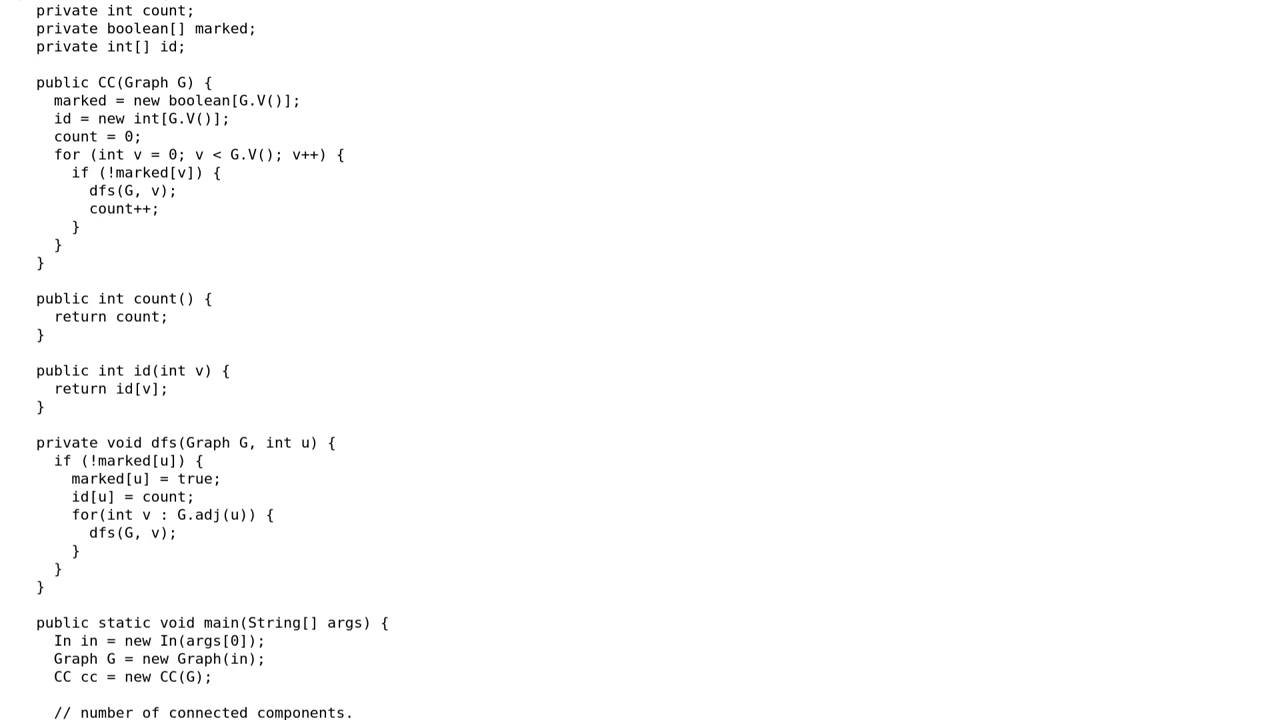 private int count;
private boolean[] marked;
private int[] id;

public CC(Graph G) {
  marked = new boolean[G.V()];
  id = new int[G.V()];
  count = 0;
  for (int v = 0; v < G.V(); v++) {
    if (!marked[v]) {
      dfs(G, v);
      count++;
    }
  }
}

public int count() {
  return count;
}

public int id(int v) {
  return id[v];
}

private void dfs(Graph G, int u) {
  if (!marked[u]) {
    marked[u] = true;
    id[u] = count;
    for(int v : G.adj(u)) {
      dfs(G, v);
    }
  }
}

public static void main(String[] args) {
  In in = new In(args[0]);
  Graph G = new Graph(in);
  CC cc = new CC(G);

  // number of connected components.